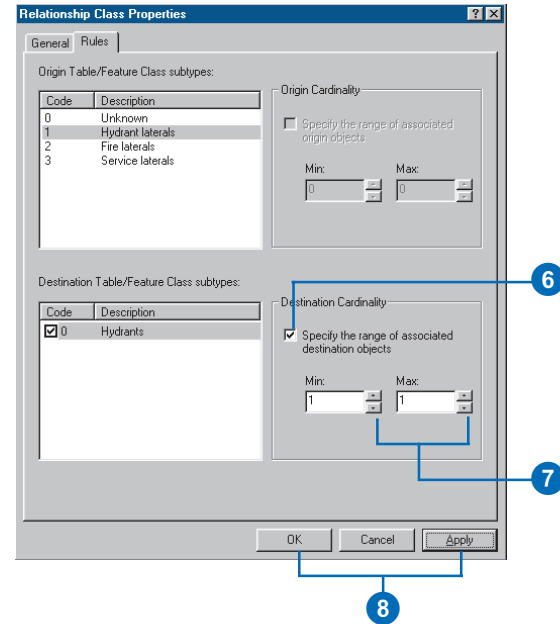 Relationship Class Properties
General Rules
Origin Table/Feature Class subtypes:
Code Description
0 Unknown
1 Hydrant laterals
2 Fire laterals
3 Service laterals
Origin Cardinality
Specify the range of associated
origin objects
Min: Max:
0 0
Destination Table/Feature Class subtypes:
Code Description
0 Hydrants
Destination Cardinality
Specify the range of associated
destination objects
Min: Max:
1 1
6
7
OK Cancel Apply
8